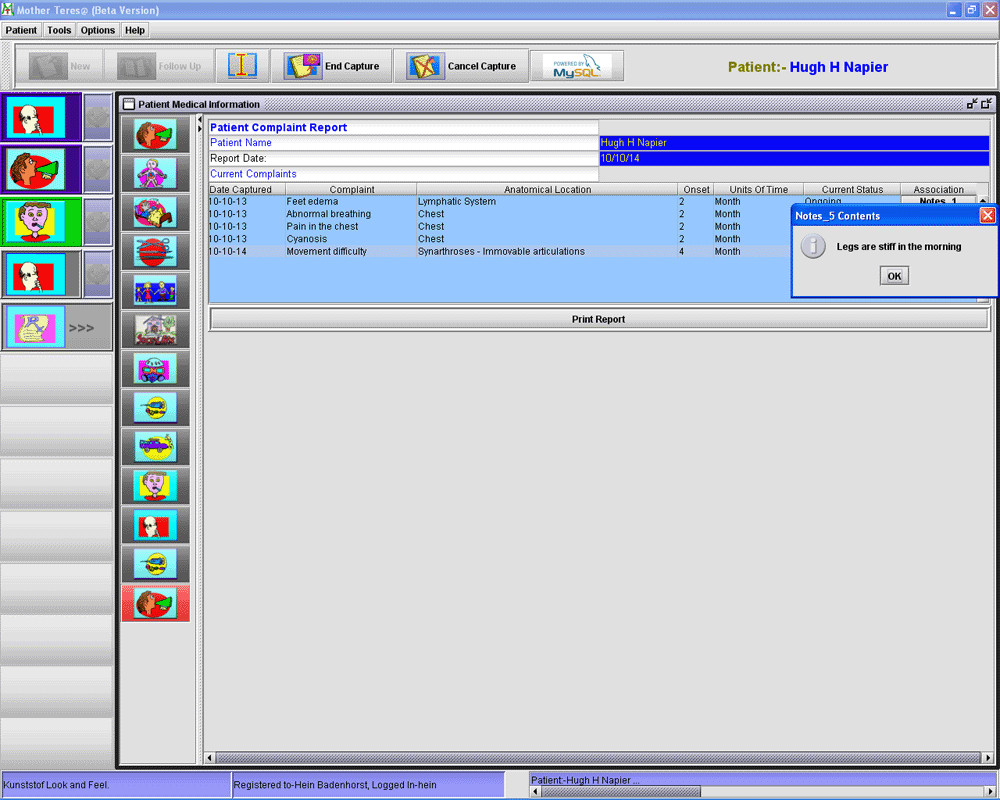 Mother Teres@ (Beta Version)
Patient Tools Options Help
New Follow Up End Capture Cancel Capture POWERED BY MySQL Patient:- Hugh H Napier
Patient Medical Information
Patient Complaint Report
Patient Name Hugh H Napier
Report Date: 10/10/14
Current Complaints
Date Captured Complaint Anatomical Location Onset Units Of Time Current Status Association
10-10-13 Feet edema Lymphatic System 2 Month Ongoing Notes_1
10-10-13 Abnormal breathing Chest 2 Month
10-10-13 Pain in the chest Chest 2 Month
10-10-13 Cyanosis Chest 2 Month
10-10-14 Movement difficulty Synarthroses - Immovable articulations 4 Month
Notes_5 Contents
Legs are stiff in the morning
OK
Print Report
>>>
Kunststof Look and Feel. Registered to-Hein Badenhorst, Logged In-hein Patient:-Hugh H Napier ...